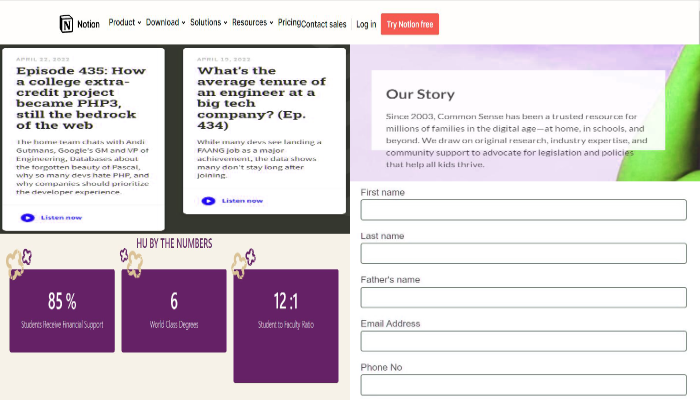 Notion
Product Download Solutions Resources Pricing Contact sales Log in Try Notion free
APRIL 22, 2022
Episode 435: How
a college extra-
credit project
became PHP3,
still the bedrock
of the web
The home team chats with Andi
Gutmans, Google's GM and VP of
Engineering, Databases about
the forgotten beauty of Pascal,
why so many devs hate PHP, and
why companies should prioritize
the developer experience.
Listen now
APRIL 19, 2022
What's the
average tenure of
an engineer at a
big tech
company? (Ep.
434)
While many devs see landing a
FAANG job as a major
achievement, the data shows
many don't stay long after
joining.
Listen now
Our Story
Since 2003, Common Sense has been a trusted resource for
millions of families in the digital age—at home, in schools, and
beyond. We draw on original research, industry expertise, and
community support to advocate for legislation and policies
that help all kids thrive.
HU BY THE NUMBERS
85 %
Students Receive Financial Support
6
World Class Degrees
12 :1
Student to Faculty Ratio
First name
Last name
Father's name
Email Address
Phone No